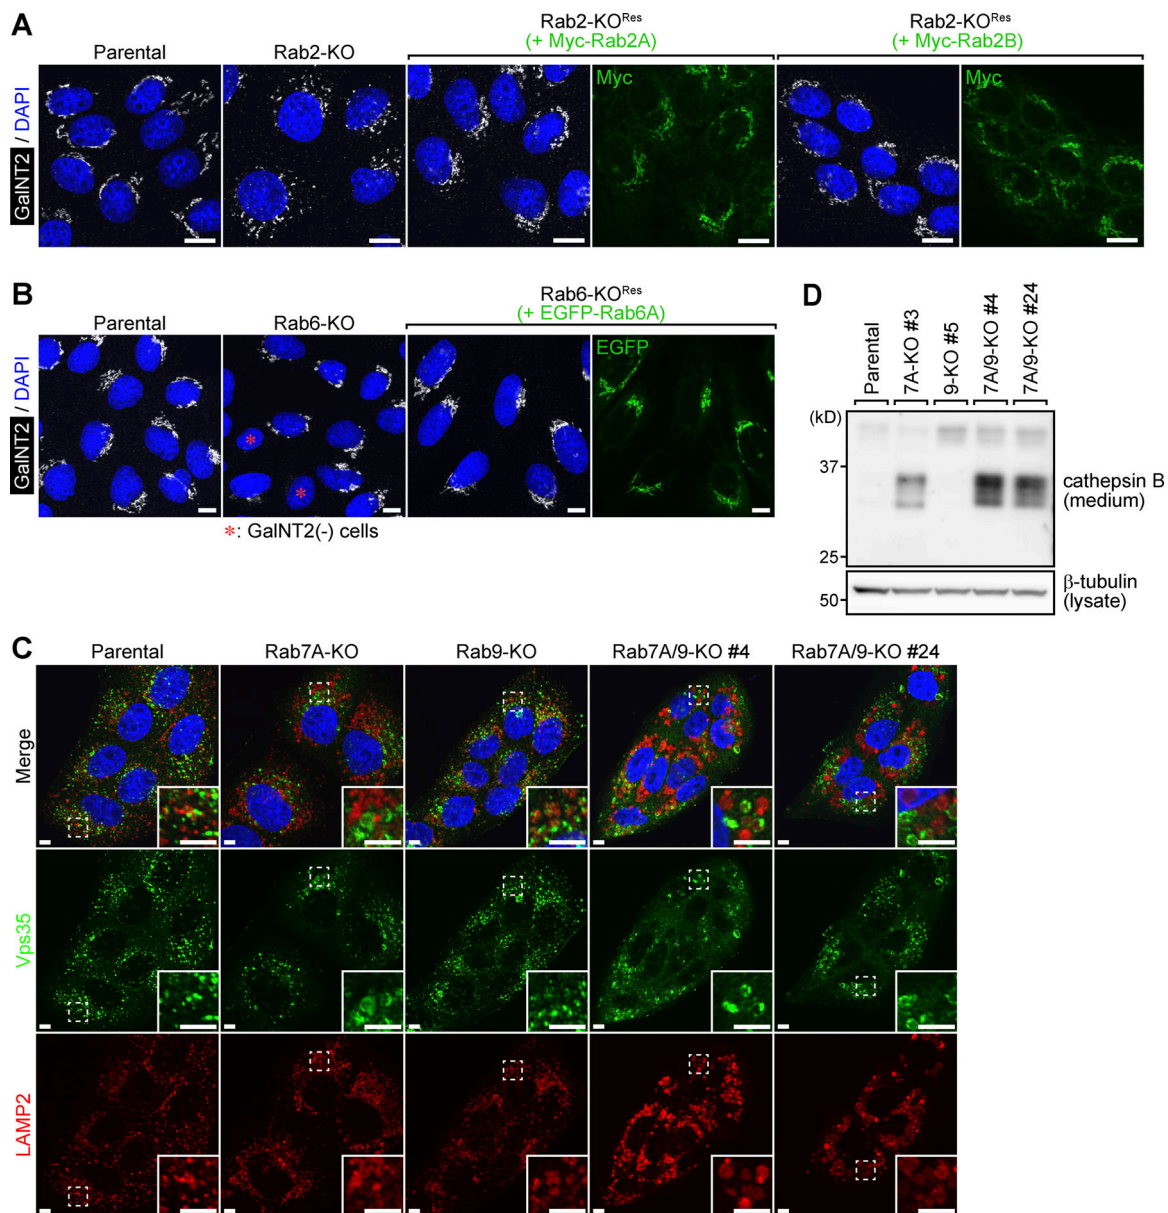 A
Parental
Rab2-KO
Rab2-KO^Res
(+ Myc-Rab2A)
Rab2-KO^Res
(+ Myc-Rab2B)
GalNT2 / DAPI
Myc
Myc
B
Parental
Rab6-KO
Rab6-KO^Res
(+ EGFP-Rab6A)
GalNT2 / DAPI
EGFP
*
*
*: GalNT2(-) cells
D
Parental
7A-KO #3
9-KO #5
7A/9-KO #4
7A/9-KO #24
(kD)
37
25
cathepsin B
(medium)
50
β-tubulin
(lysate)
C
Parental
Rab7A-KO
Rab9-KO
Rab7A/9-KO #4
Rab7A/9-KO #24
Merge
Vps35
LAMP2